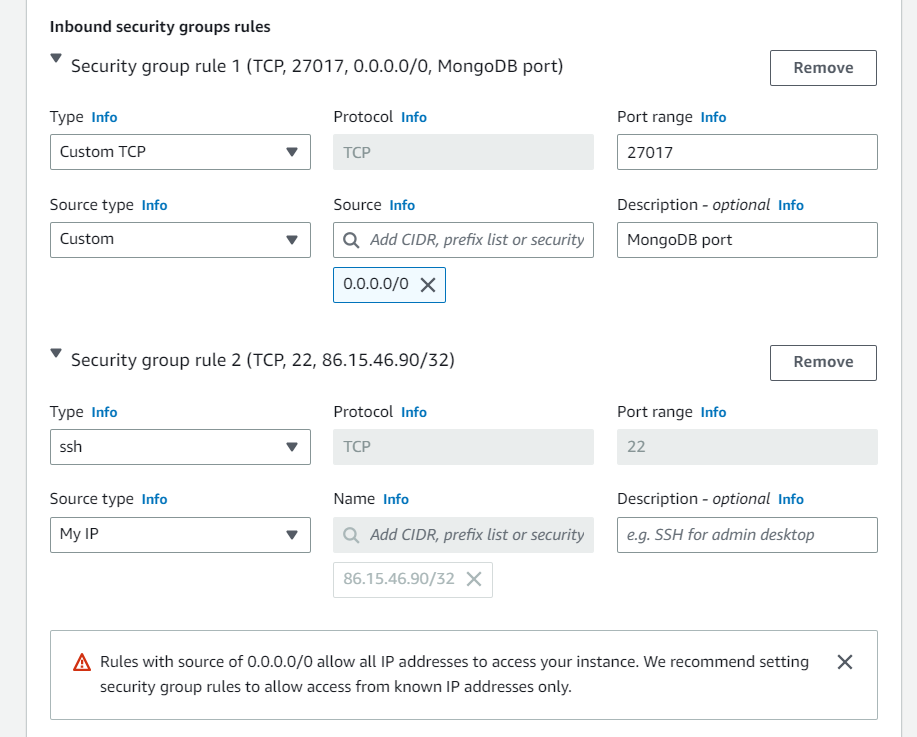 Inbound security groups rules
Security group rule 1 (TCP, 27017, 0.0.0.0/0, MongoDB port)
Remove
Type Info
Protocol Info
Port range Info
Custom TCP
TCP
27017
Source type Info
Source Info
Description - optional Info
Custom
Add CIDR, prefix list or security
MongoDB port
0.0.0.0/0
Security group rule 2 (TCP, 22, 86.15.46.90/32)
Remove
Type Info
Protocol Info
Port range Info
ssh
TCP
22
Source type Info
Name Info
Description - optional Info
My IP
Add CIDR, prefix list or security
e.g. SSH for admin desktop
86.15.46.90/32
Rules with source of 0.0.0.0/0 allow all IP addresses to access your instance. We recommend setting
security group rules to allow access from known IP addresses only.